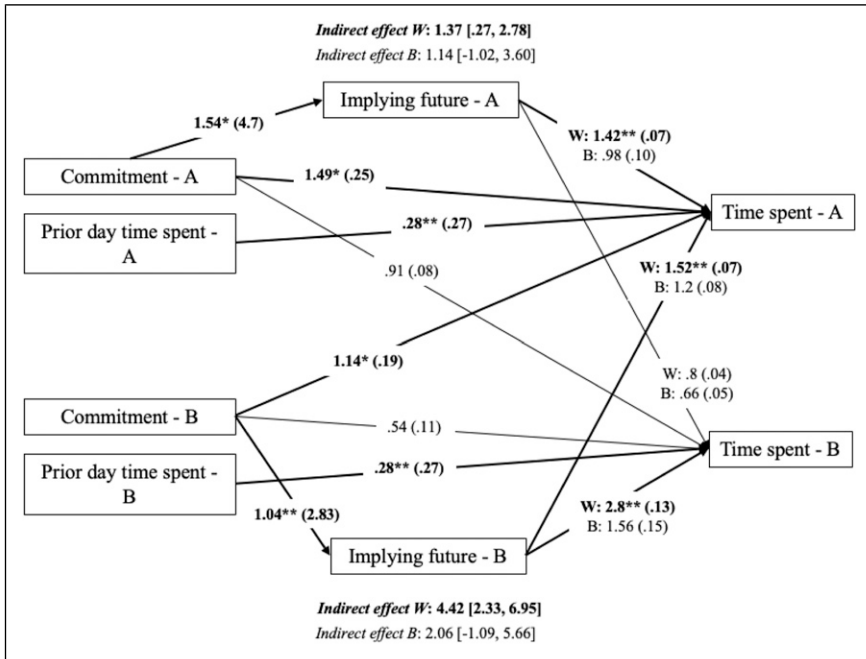 Indirect effect W: 1.37 [.27, 2.78]
Indirect effect B: 1.14 [-1.02, 3.60]
Implying future - A
1.54* (4.7)
W: 1.42** (.07)
B: .98 (.10)
Commitment - A
1.49* (.25)
Time spent - A
Prior day time spent -
A
.28** (.27)
.91 (.08)
W: 1.52** (.07)
B: 1.2 (.08)
1.14* (.19)
W: .8 (.04)
B: .66 (.05)
Commitment - B
.54 (.11)
Time spent - B
Prior day time spent -
B
.28** (.27)
1.04** (2.83)
W: 2.8** (.13)
B: 1.56 (.15)
Implying future - B
Indirect effect W: 4.42 [2.33, 6.95]
Indirect effect B: 2.06 [-1.09, 5.66]